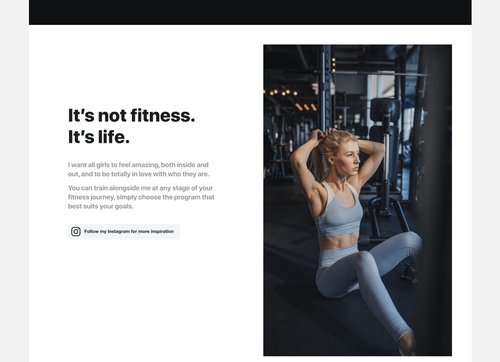 It's not fitness.
It's life.
I want all girls to feel amazing, both inside and
out, and to be totally in love with who they are.
You can train alongside me at any stage of your
fitness journey, simply choose the program that
best suits your goals.
Follow my Instagram for more inspiration